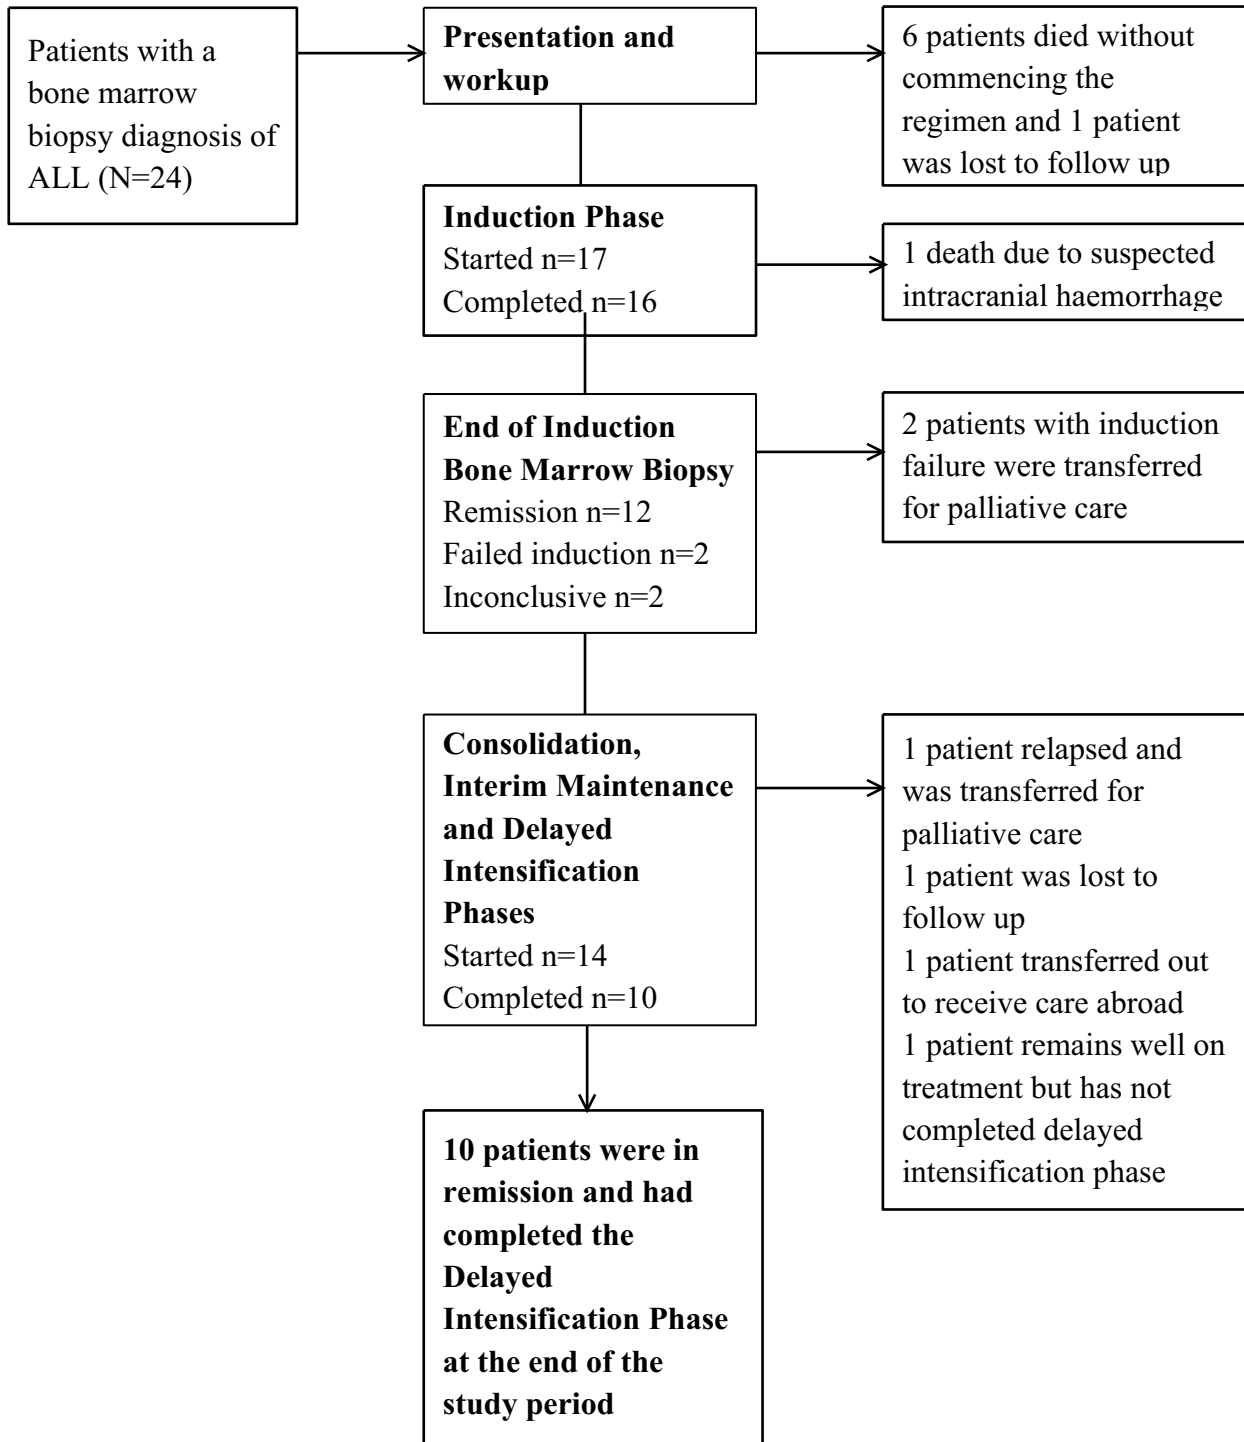 Patients with a
bone marrow
biopsy diagnosis of
ALL (N=24)
Presentation and
workup
6 patients died without
commencing the
regimen and 1 patient
was lost to follow up
Induction Phase
Started n=17
Completed n=16
1 death due to suspected
intracranial haemorrhage
End of Induction
Bone Marrow Biopsy
Remission n=12
Failed induction n=2
Inconclusive n=2
2 patients with induction
failure were transferred
for palliative care
Consolidation,
Interim Maintenance
and Delayed
Intensification
Phases
Started n=14
Completed n=10
1 patient relapsed and
was transferred for
palliative care
1 patient was lost to
follow up
1 patient transferred out
to receive care abroad
1 patient remains well on
treatment but has not
completed delayed
intensification phase
10 patients were in
remission and had
completed the
Delayed
Intensification Phase
at the end of the
study period